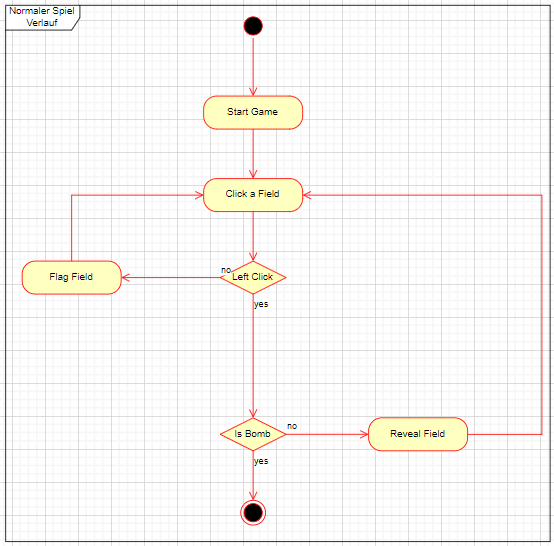 Normaler Spiel
Verlauf
Start Game
Click a Field
no
Left Click
Flag Field
yes
Is Bomb
no
Reveal Field
yes